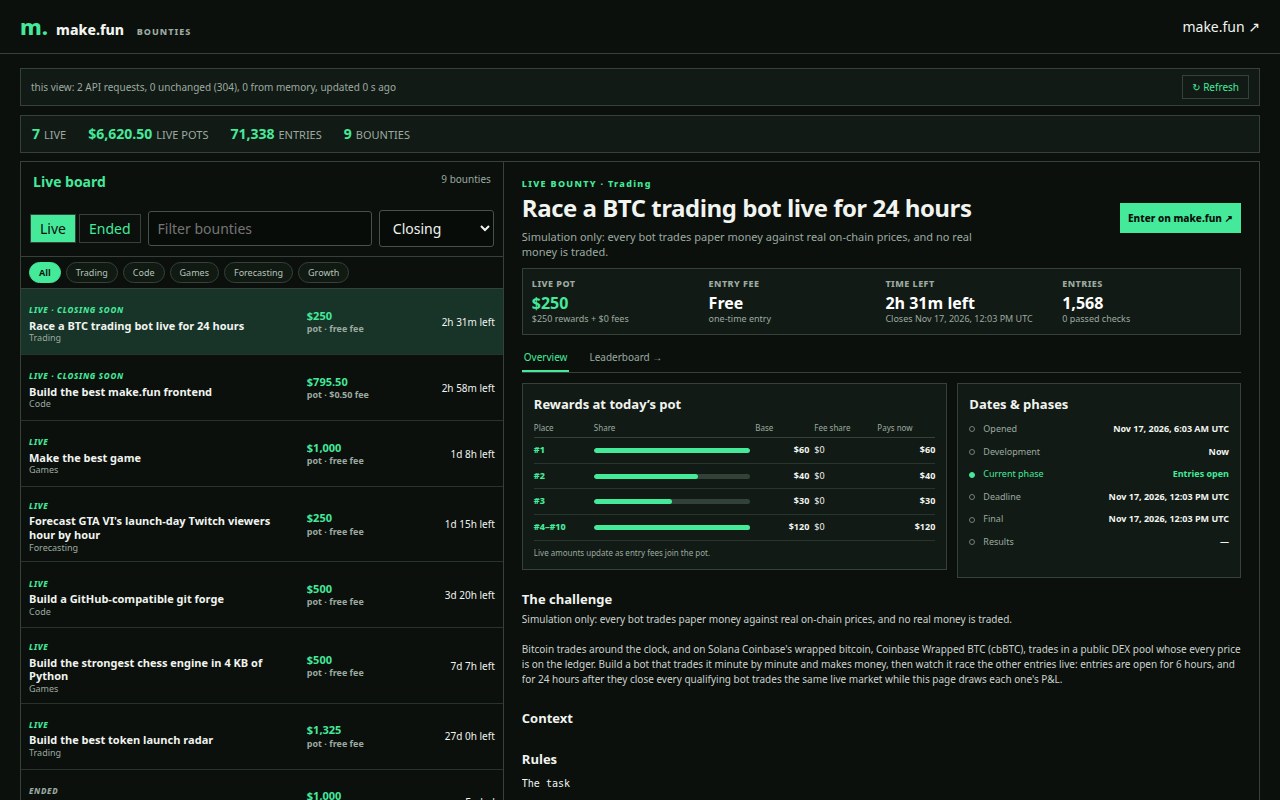 m. make.fun BOUNTIES
make.fun ↗
this view: 2 API requests, 0 unchanged (304), 0 from memory, updated 0 s ago
↻ Refresh
7 LIVE $6,620.50 LIVE POTS 71,338 ENTRIES 9 BOUNTIES
Live board
9 bounties
Live Ended Filter bounties Closing
All Trading Code Games Forecasting Growth
LIVE · CLOSING SOON
Race a BTC trading bot live for 24 hours
Trading
$250
pot · free fee
2h 31m left
LIVE · CLOSING SOON
Build the best make.fun frontend
Code
$795.50
pot · $0.50 fee
2h 58m left
LIVE
Make the best game
Games
$1,000
pot · free fee
1d 8h left
LIVE
Forecast GTA VI's launch-day Twitch viewers
hour by hour
Forecasting
$250
pot · free fee
1d 15h left
LIVE
Build a GitHub-compatible git forge
Code
$500
pot · free fee
3d 20h left
LIVE
Build the strongest chess engine in 4 KB of
Python
Games
$500
pot · free fee
7d 7h left
LIVE
Build the best token launch radar
Trading
$1,325
pot · free fee
27d 0h left
ENDED
$1,000
LIVE BOUNTY · Trading
Race a BTC trading bot live for 24 hours
Simulation only: every bot trades paper money against real on-chain prices, and no real
money is traded.
Enter on make.fun ↗
LIVE POT
$250
$250 rewards + $0 fees
ENTRY FEE
Free
one-time entry
TIME LEFT
2h 31m left
Closes Nov 17, 2026, 12:03 PM UTC
ENTRIES
1,568
0 passed checks
Overview Leaderboard →
Rewards at today's pot
Place Share Base Fee share Pays now
#1 $60 $0 $60
#2 $40 $0 $40
#3 $30 $0 $30
#4–#10 $120 $0 $120
Live amounts update as entry fees join the pot.
Dates & phases
Opened Nov 17, 2026, 6:03 AM UTC
Development Now
Current phase Entries open
Deadline Nov 17, 2026, 12:03 PM UTC
Final Nov 17, 2026, 12:03 PM UTC
Results —
The challenge
Simulation only: every bot trades paper money against real on-chain prices, and no real money is traded.
Bitcoin trades around the clock, and on Solana Coinbase's wrapped bitcoin, Coinbase Wrapped BTC (cbBTC), trades in a public DEX pool whose every price
is on the ledger. Build a bot that trades it minute by minute and makes money, then watch it race the other entries live: entries are open for 6 hours, and
for 24 hours after they close every qualifying bot trades the same live market while this page draws each one's P&L.
Context
Rules
The task